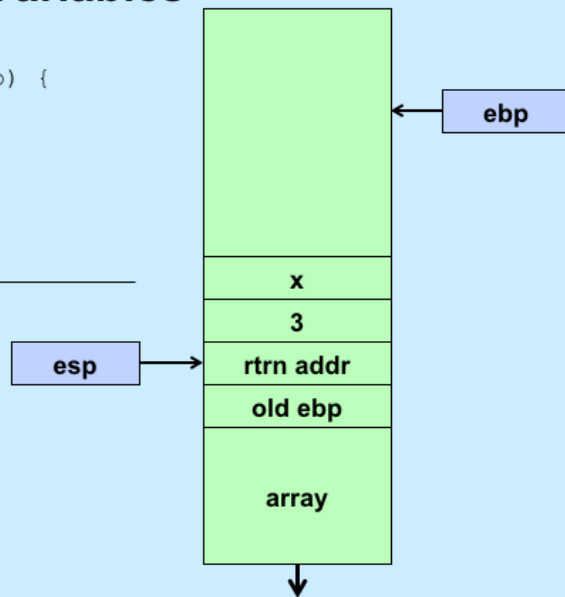 ) {
ebp
x
3
esp
rtrn addr
old ebp
array